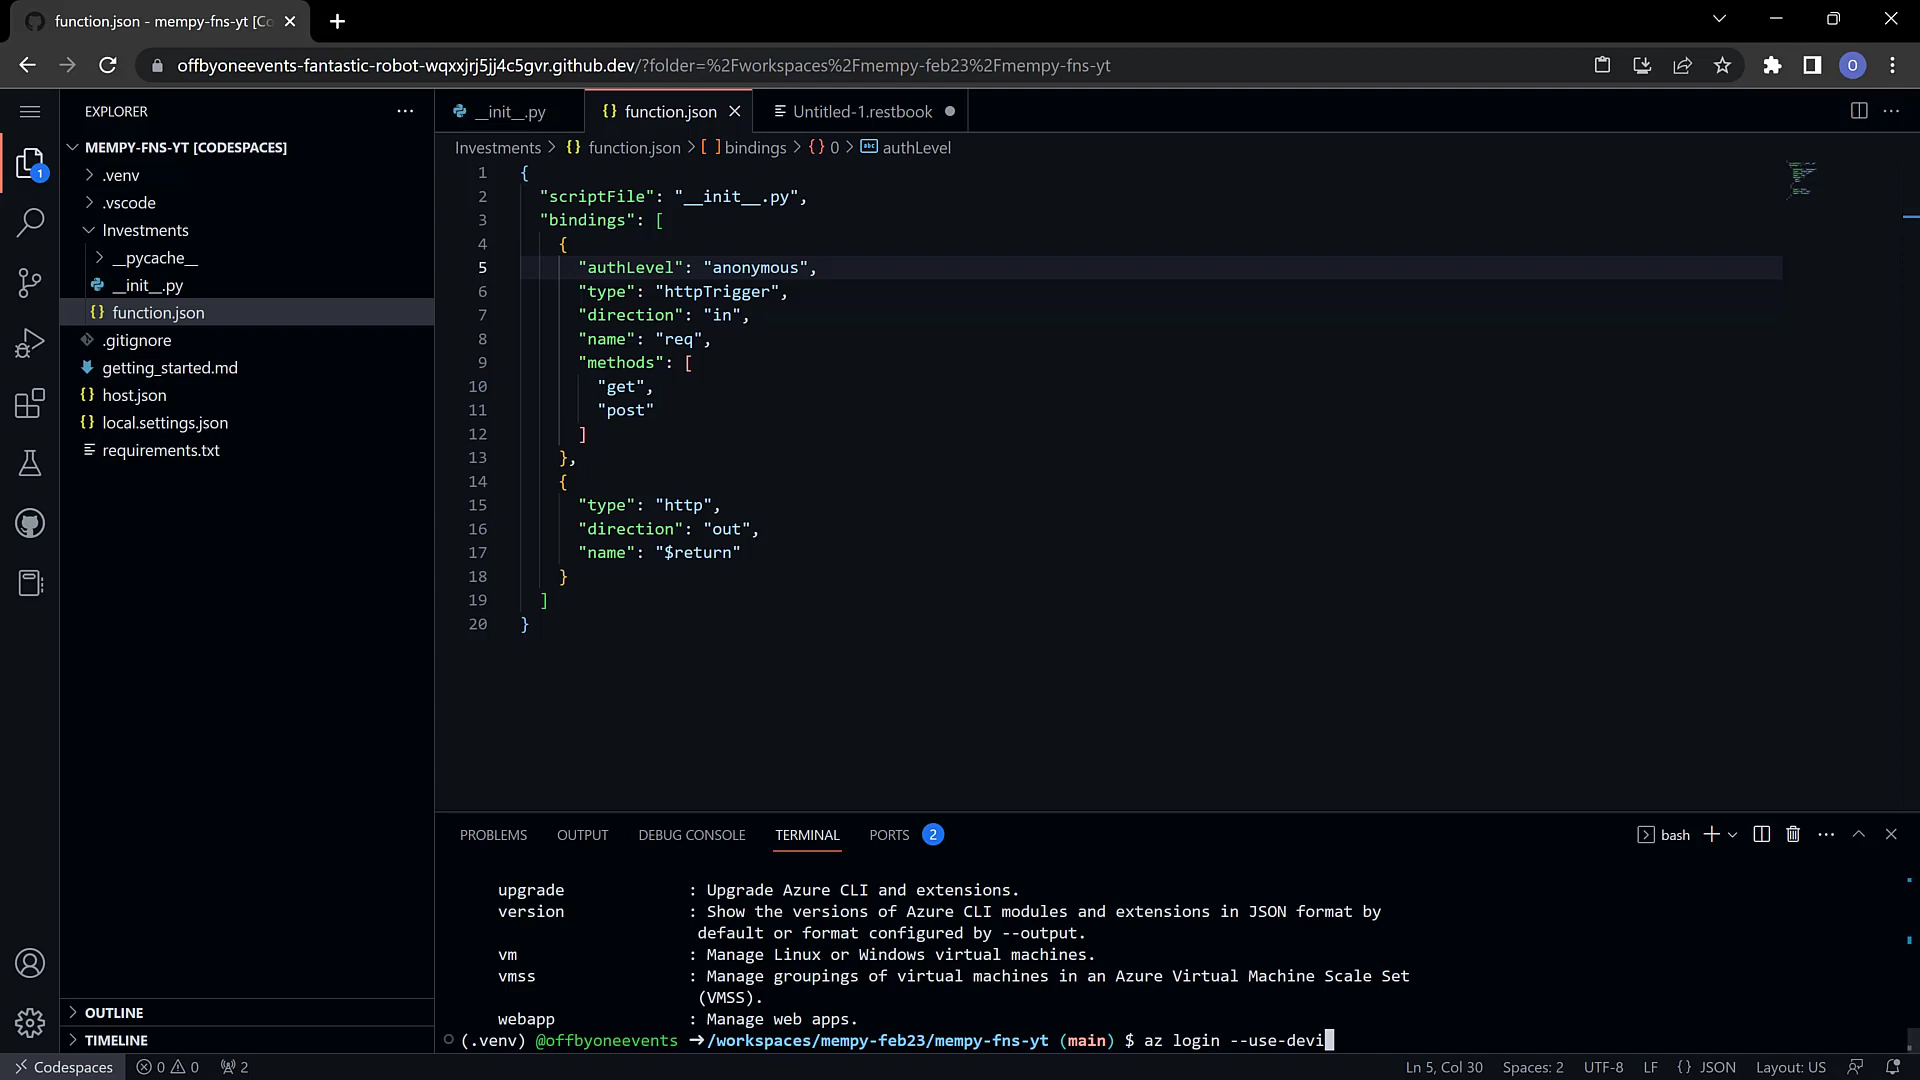 function.json - mempy-fns-yt [Co
offbyoneevents-fantastic-robot-wqxxjrj5jj4c5gvr.github.dev/?folder=%2Fworkspaces%2Fmempy-feb23%2Fmempy-fns-yt
O
EXPLORER
1
MEMPY-FNS-YT [CODESPACES]
.venv
.vscode
Investments
__pycache__
__init__.py
{} function.json
.gitignore
getting_started.md
{} host.json
{} local.settings.json
requirements.txt
OUTLINE
TIMELINE
__init__.py
{} function.json
Untitled-1.restbook
Investments > {} function.json > [ ] bindings > {} 0 > abc authLevel
1 {
2 "scriptFile": "__init__.py",
3 "bindings": [
4 {
5 "authLevel": "anonymous",
6 "type": "httpTrigger",
7 "direction": "in",
8 "name": "req",
9 "methods": [
10 "get",
11 "post"
12 ]
13 },
14 {
15 "type": "http",
16 "direction": "out",
17 "name": "$return"
18 }
19 ]
20 }
PROBLEMS OUTPUT DEBUG CONSOLE TERMINAL PORTS 2
bash
upgrade : Upgrade Azure CLI and extensions.
version : Show the versions of Azure CLI modules and extensions in JSON format by
default or format configured by --output.
vm : Manage Linux or Windows virtual machines.
vmss : Manage groupings of virtual machines in an Azure Virtual Machine Scale Set
(VMSS).
webapp : Manage web apps.
(.venv) @offbyoneevents ➜/workspaces/mempy-feb23/mempy-fns-yt (main) $ az login --use-devi
Codespaces 0 0 2
Ln 5, Col 30 Spaces: 2 UTF-8 LF {} JSON Layout: US